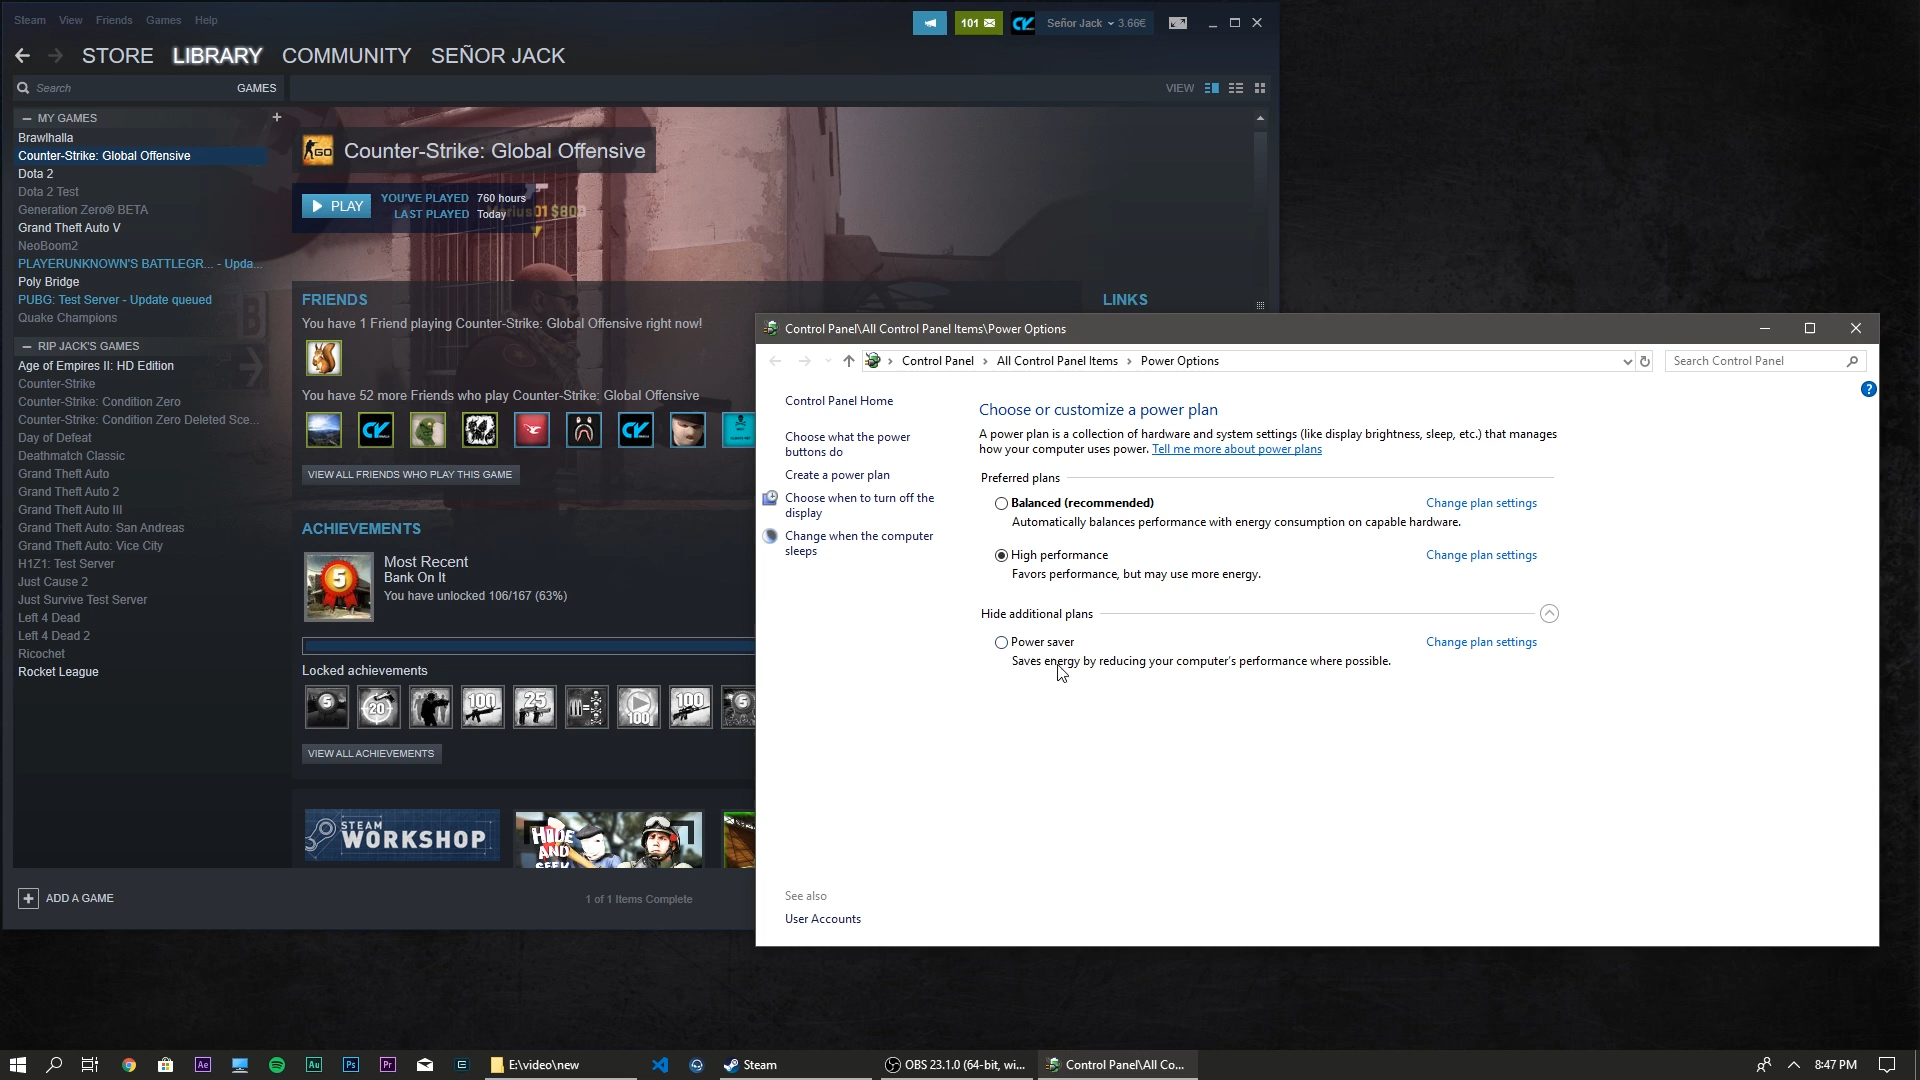 Steam View Friends Games Help
101
Señor Jack 3.66€
STORE LIBRARY COMMUNITY SEÑOR JACK
Search GAMES
VIEW
— MY GAMES +
Brawlhalla
Counter-Strike: Global Offensive
Dota 2
Dota 2 Test
Generation Zero® BETA
Grand Theft Auto V
NeoBoom2
PLAYERUNKNOWN'S BATTLEGR... - Upda...
Poly Bridge
PUBG: Test Server - Update queued
Quake Champions
— RIP JACK'S GAMES
Age of Empires II: HD Edition
Counter-Strike
Counter-Strike: Condition Zero
Counter-Strike: Condition Zero Deleted Sce...
Day of Defeat
Deathmatch Classic
Grand Theft Auto
Grand Theft Auto 2
Grand Theft Auto III
Grand Theft Auto: San Andreas
Grand Theft Auto: Vice City
H1Z1: Test Server
Just Cause 2
Just Survive Test Server
Left 4 Dead
Left 4 Dead 2
Ricochet
Rocket League
+ ADD A GAME
GO
Counter-Strike: Global Offensive
PLAY
YOU'VE PLAYED 760 hours
LAST PLAYED Today
$800
B
FRIENDS
LINKS
You have 1 Friend playing Counter-Strike: Global Offensive right now!
You have 52 more Friends who play Counter-Strike: Global Offensive
VIEW ALL FRIENDS WHO PLAY THIS GAME
ACHIEVEMENTS
5
Most Recent
Bank On It
You have unlocked 106/167 (63%)
Locked achievements
5 20 100 25 100 100 5
VIEW ALL ACHIEVEMENTS
STEAM
WORKSHOP
HIDE
AND
SEEK
1 of 1 Items Complete
Control Panel\All Control Panel Items\Power Options
Control Panel All Control Panel Items Power Options
Search Control Panel
?
Control Panel Home
Choose what the power
buttons do
Create a power plan
Choose when to turn off the
display
Change when the computer
sleeps
Choose or customize a power plan
A power plan is a collection of hardware and system settings (like display brightness, sleep, etc.) that manages
how your computer uses power. Tell me more about power plans
Preferred plans
Balanced (recommended) Change plan settings
Automatically balances performance with energy consumption on capable hardware.
High performance Change plan settings
Favors performance, but may use more energy.
Hide additional plans
Power saver Change plan settings
Saves energy by reducing your computer's performance where possible.
See also
User Accounts
Ae Au Ps Pr
E:\video\new
Steam
OBS 23.1.0 (64-bit, wi...
Control Panel\All Co...
8:47 PM